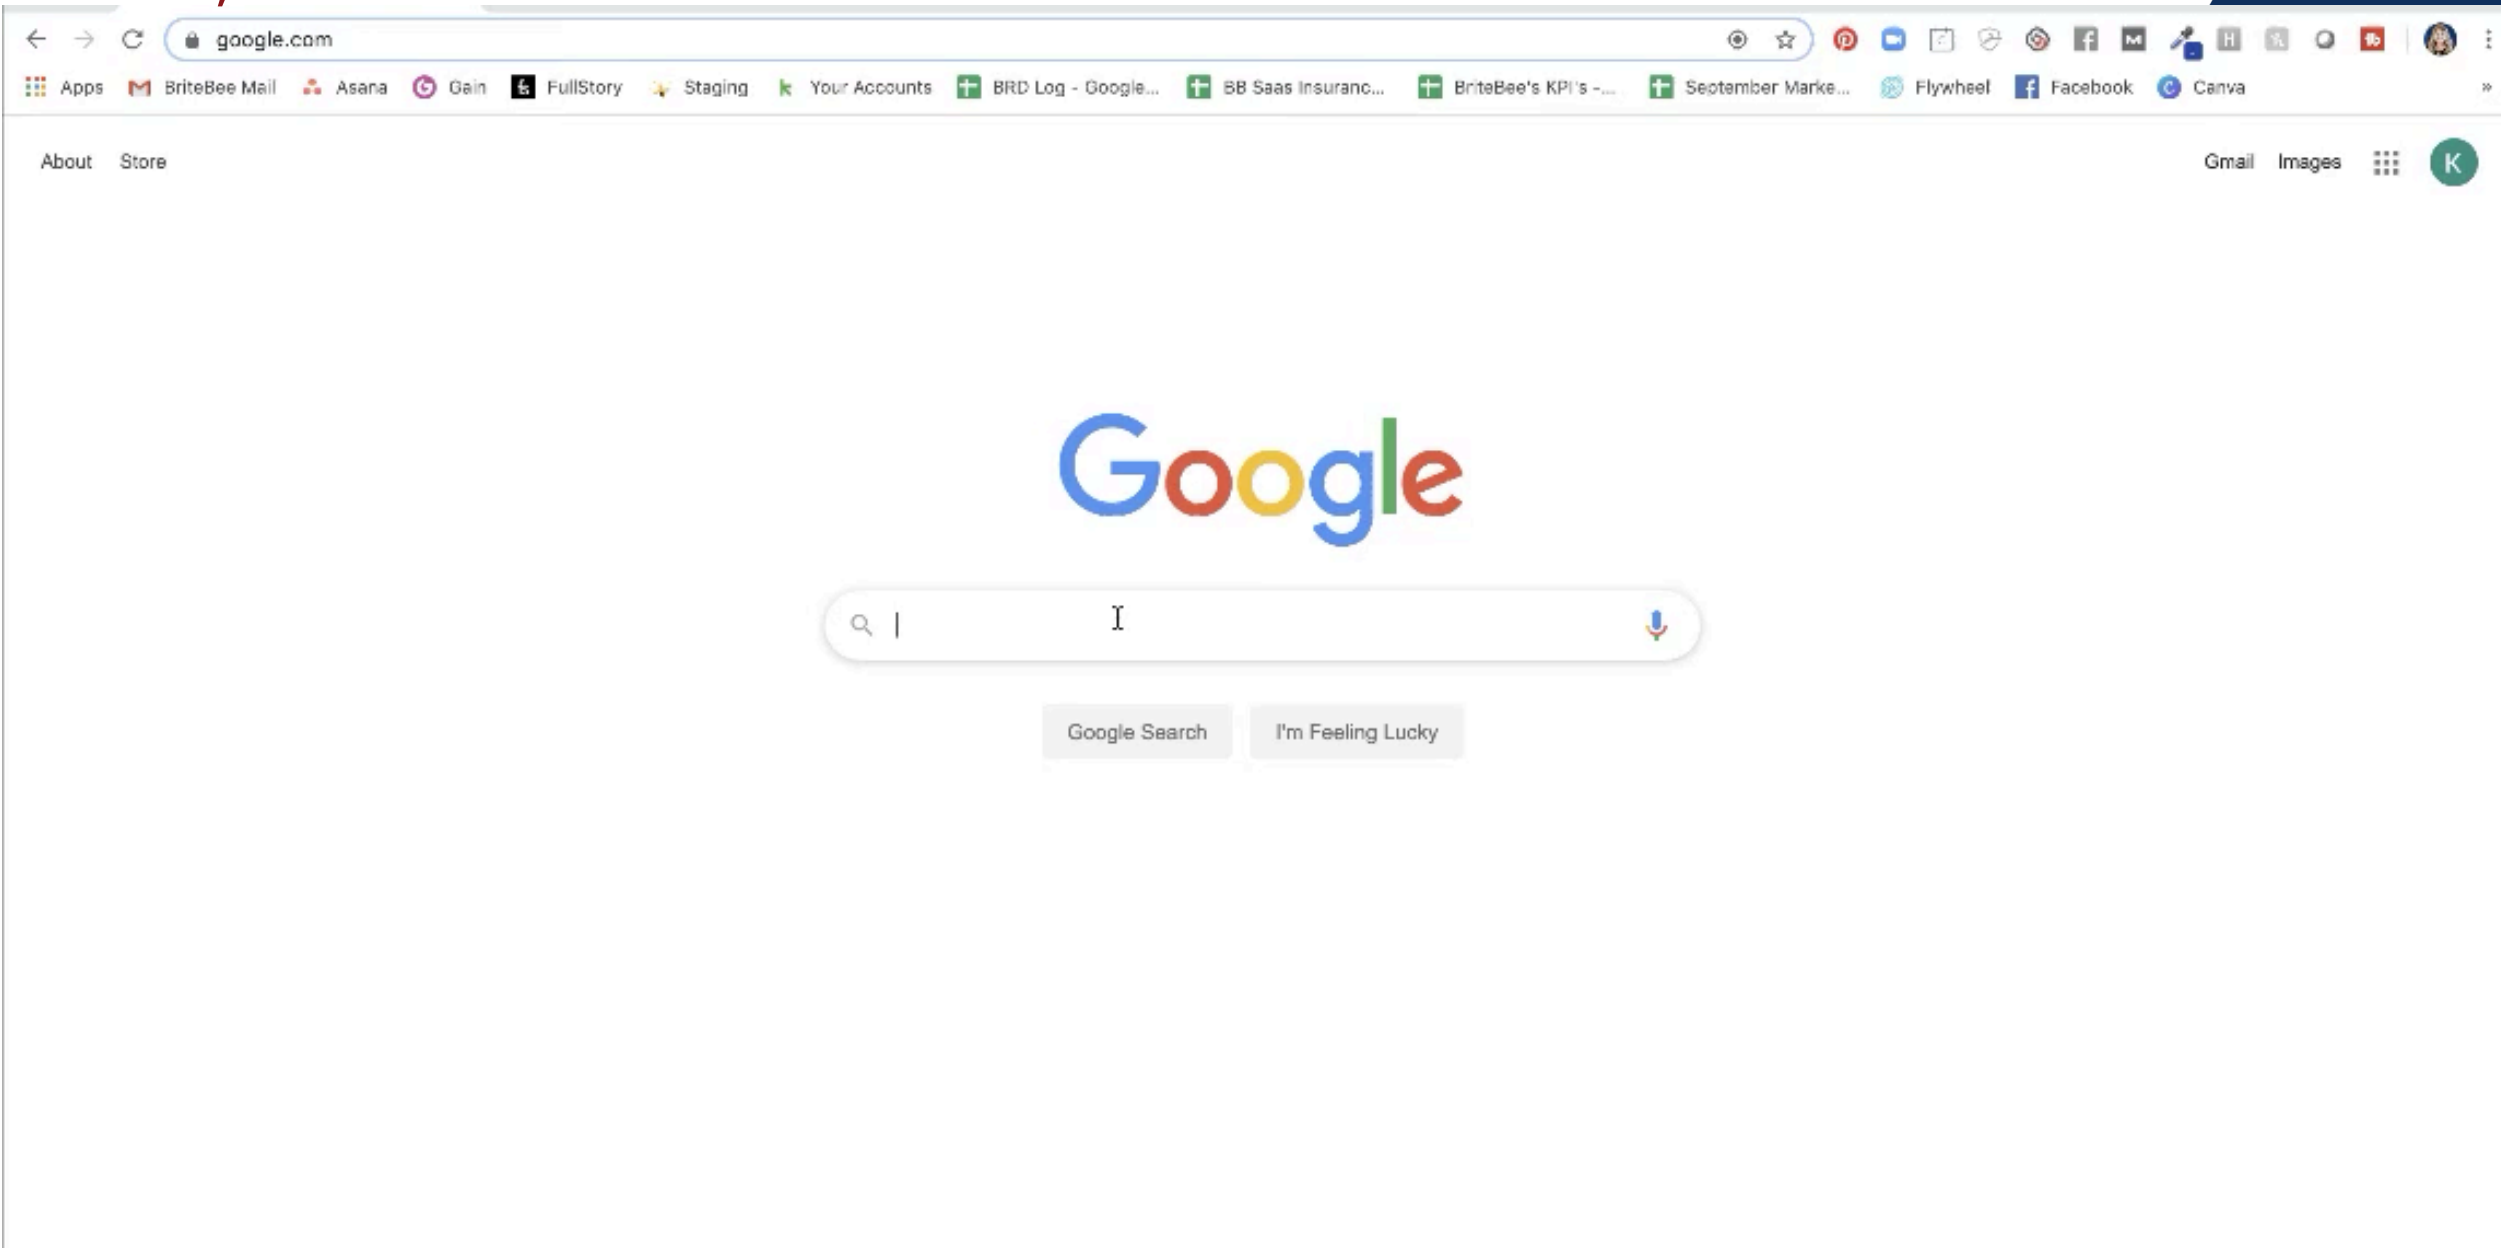 google.com
Apps BriteBee Mail Asana Gain FullStory Staging Your Accounts BRD Log - Google... BB Saas Insuranc... BriteBee's KPI's -... September Marke... Flywheel Facebook Canva »
About Store Gmail Images K
Google
Google Search I'm Feeling Lucky